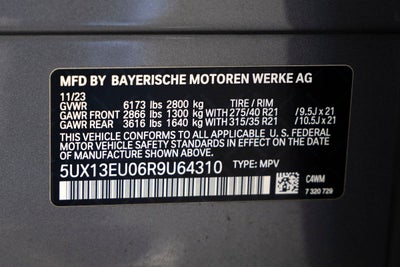 MFD BY BAYERISCHE MOTOREN WERKE AG
11/23
GVWR 6173 lbs 2800 kg TIRE / RIM
GAWR FRONT 2866 lbs 1300 kg 275/40 R21 / 9.5J x 21
GAWR REAR 3616 lbs 1640 kg 315/35 R21 / 10.5J x 21
THIS VEHICLE CONFORMS TO ALL APPLICABLE U. S. FEDERAL
MOTOR VEHICLE SAFETY STANDARDS IN EFFECT ON THE
DATE OF MANUFACTURE SHOWN ABOVE.
5UX13EU06R9U64310 TYPE: MPV
C4WM
7 320 729